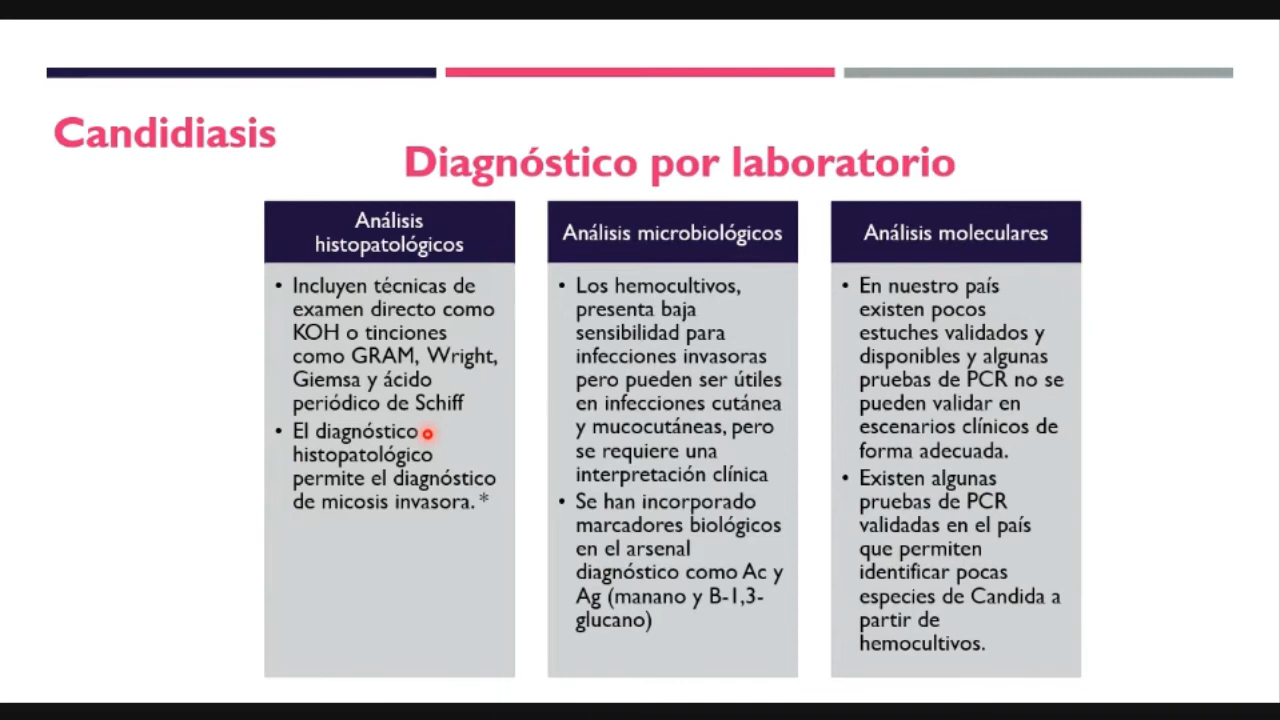 Candidiasis
Diagnóstico por laboratorio
Análisis
histopatológicos
• Incluyen técnicas de
examen directo como
KOH o tinciones
como GRAM, Wright,
Giemsa y ácido
periódico de Schiff
• El diagnóstico
histopatológico
permite el diagnóstico
de micosis invasora. *
Análisis microbiológicos
• Los hemocultivos,
presenta baja
sensibilidad para
infecciones invasoras
pero pueden ser útiles
en infecciones cutánea
y mucocutáneas, pero
se requiere una
interpretación clínica
• Se han incorporado
marcadores biológicos
en el arsenal
diagnóstico como Ac y
Ag (manano y B-1,3-
glucano)
Análisis moleculares
• En nuestro país
existen pocos
estuches validados y
disponibles y algunas
pruebas de PCR no se
pueden validar en
escenarios clínicos de
forma adecuada.
• Existen algunas
pruebas de PCR
validadas en el país
que permiten
identificar pocas
especies de Candida a
partir de
hemocultivos.